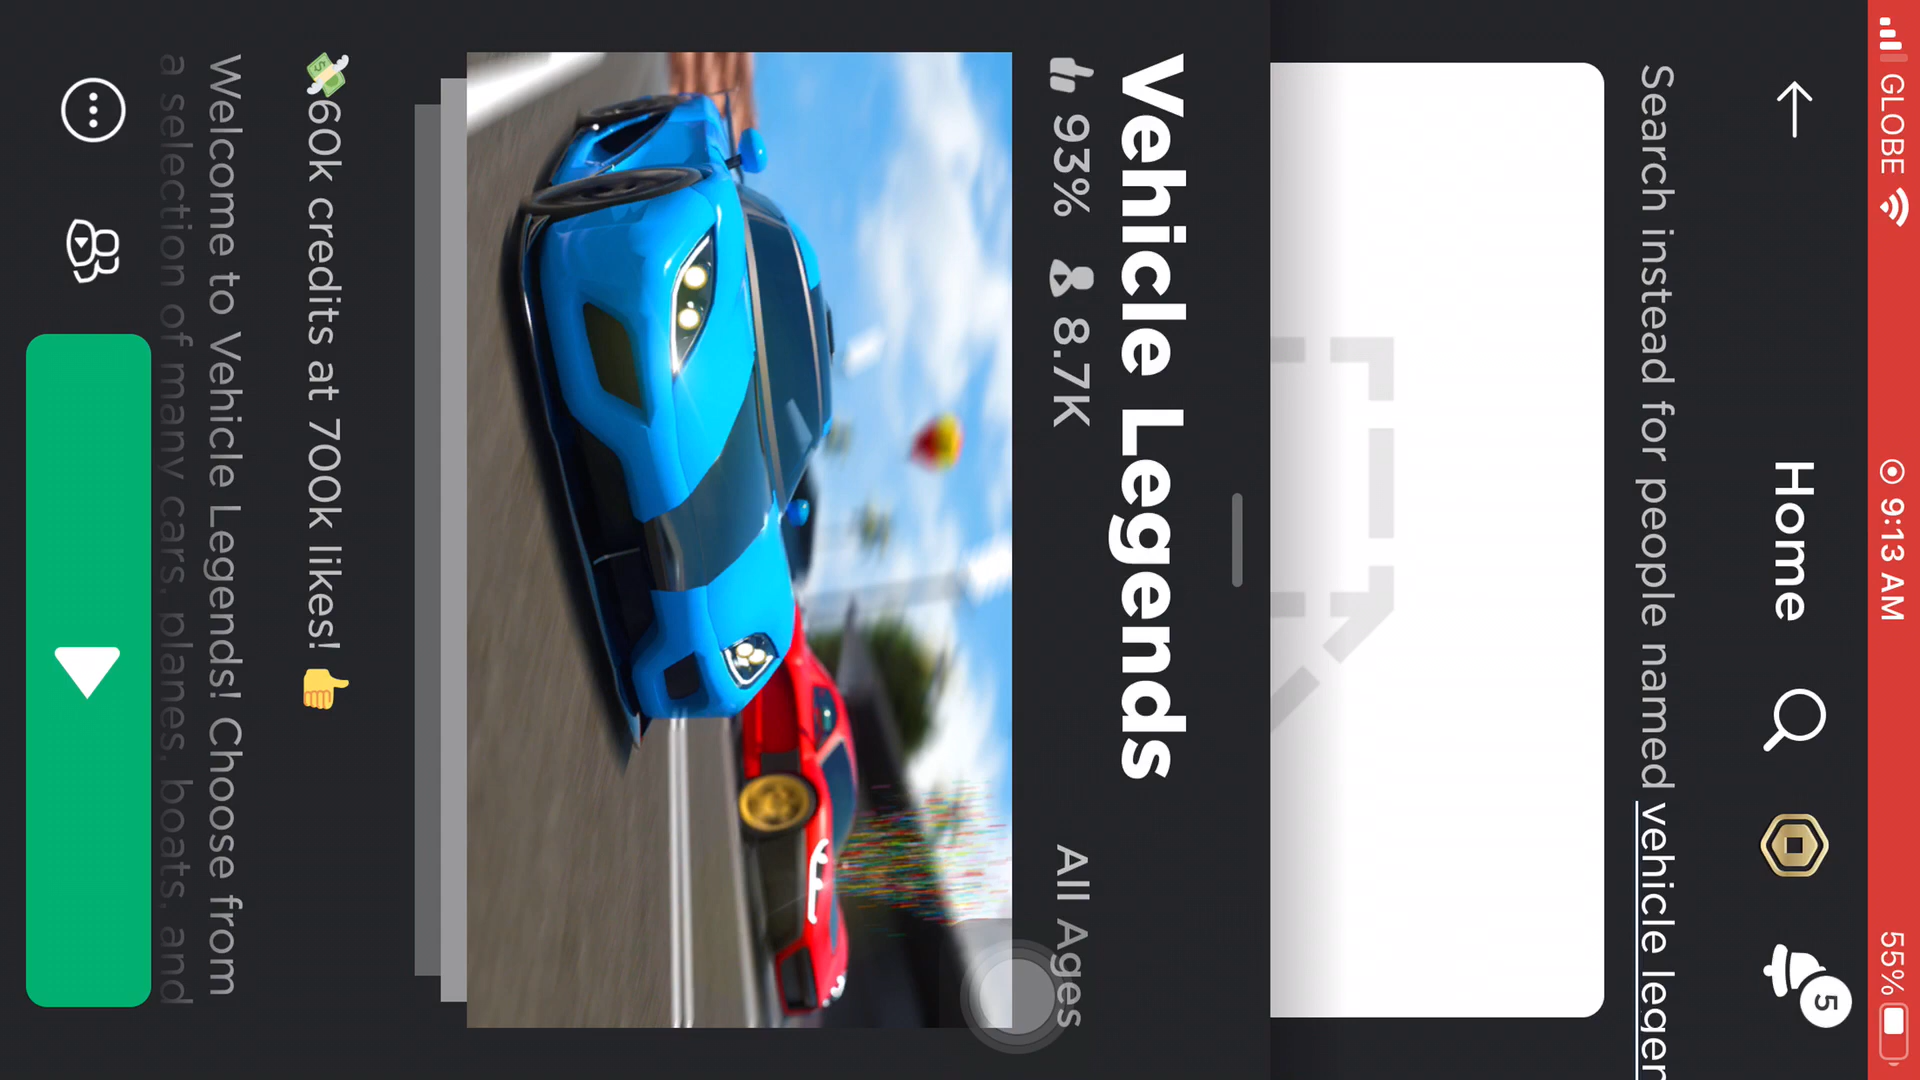 GLOBE 9:13 AM 55%
Home 5
Search instead for people named vehicle legen
Vehicle Legends
93% 8.7K All Ages
60k credits at 700k likes!
Welcome to Vehicle Legends! Choose from
a selection of many cars, planes, boats, and